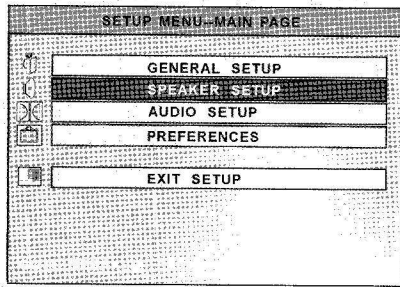 SETUP MENU--MAIN PAGE
GENERAL SETUP
SPEAKER SETUP
AUDIO SETUP
PREFERENCES
EXIT SETUP